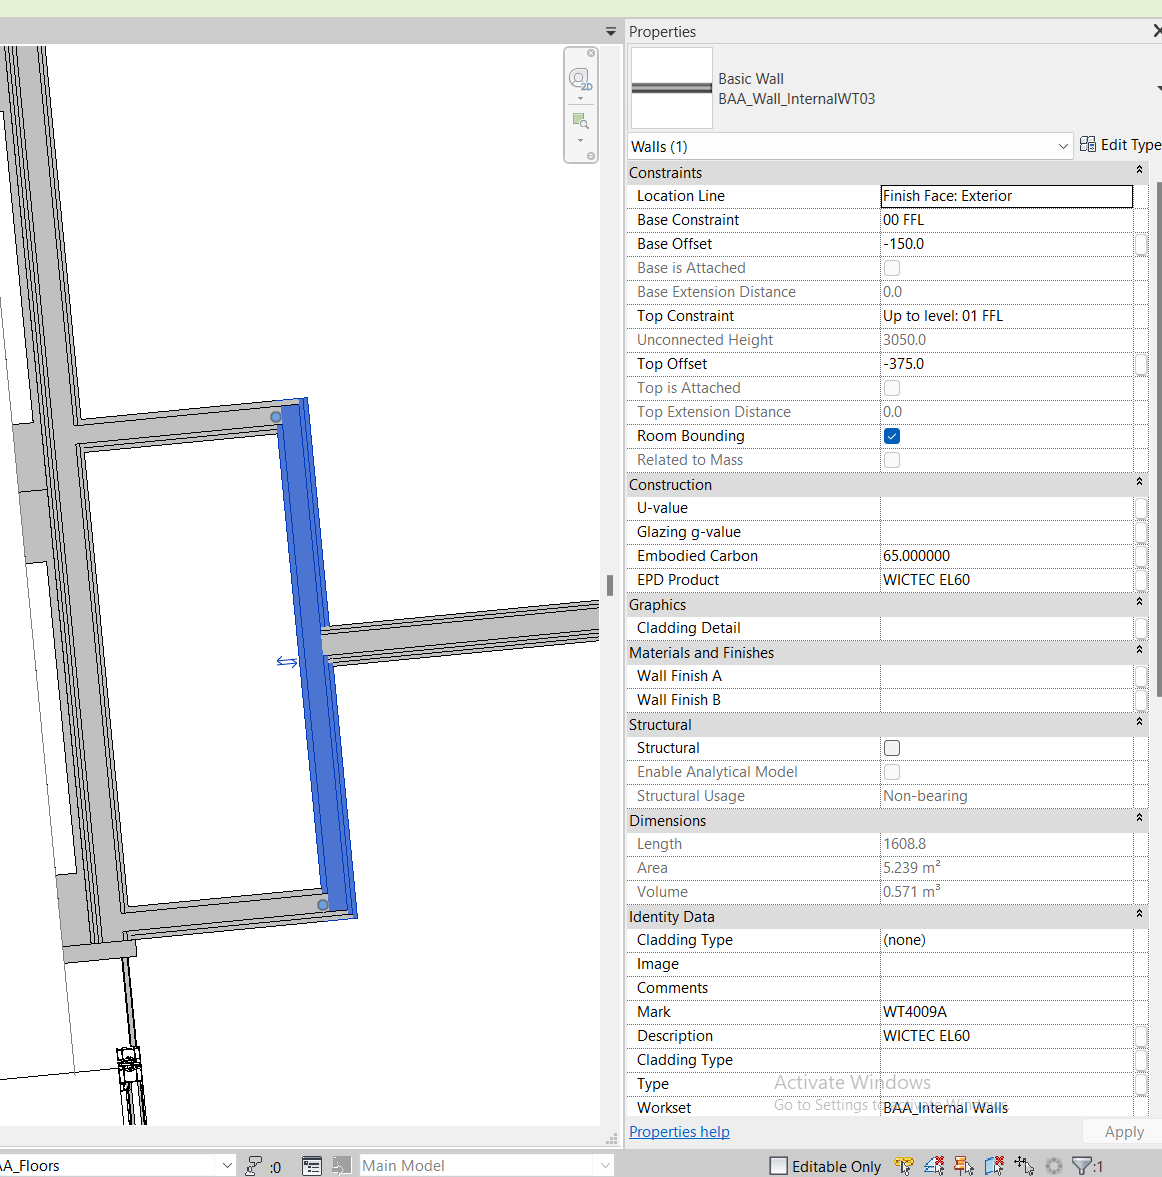 Properties
2D
Basic Wall
BAA_Wall_InternalWT03
Walls (1)
Edit Type
Constraints
Location Line Finish Face: Exterior
Base Constraint 00 FFL
Base Offset -150.0
Base is Attached
Base Extension Distance 0.0
Top Constraint Up to level: 01 FFL
Unconnected Height 3050.0
Top Offset -375.0
Top is Attached
Top Extension Distance 0.0
Room Bounding
Related to Mass
Construction
U-value
Glazing g-value
Embodied Carbon 65.000000
EPD Product WICTEC EL60
Graphics
Cladding Detail
Materials and Finishes
Wall Finish A
Wall Finish B
Structural
Structural
Enable Analytical Model
Structural Usage Non-bearing
Dimensions
Length 1608.8
Area 5.239 m²
Volume 0.571 m³
Identity Data
Cladding Type (none)
Image
Comments
Mark WT4009A
Description WICTEC EL60
Cladding Type
Type
Activate Windows
Go to Settings to activate Windows.
Workset BAA_Internal Walls
Properties help
Apply
A_Floors
:0
Main Model
Editable Only
:1